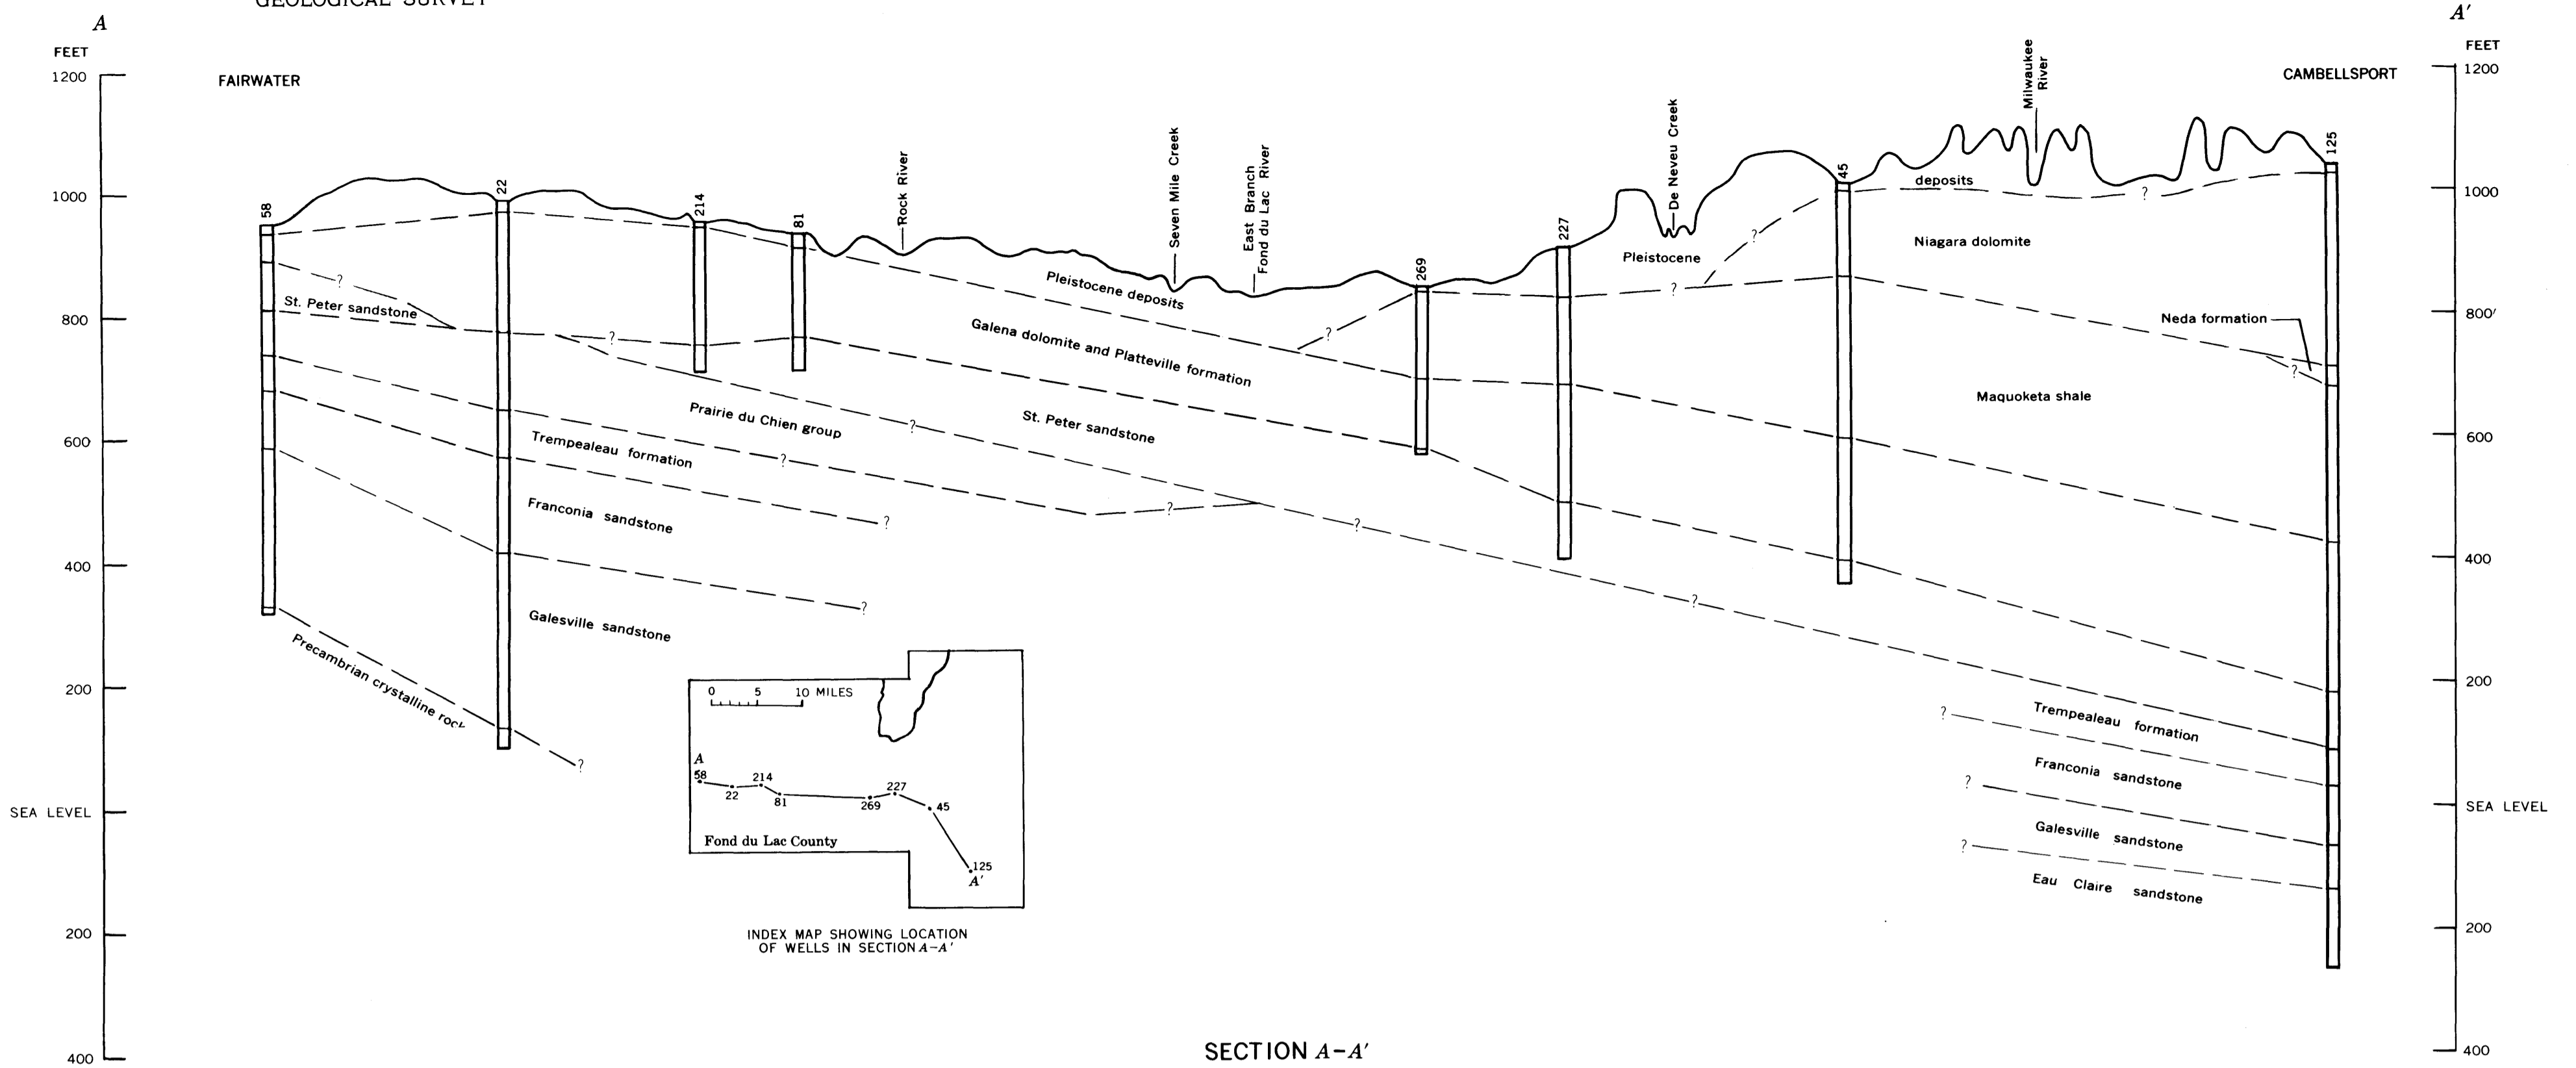 GEOLOGICAL SURVEY
A
A′
FEET
FEET
1200
1200
FAIRWATER
CAMBELLSPORT
Rock River
Seven Mile Creek
East Branch
Fond du Lac River
De Neveu Creek
Milwaukee
River
58
22
214
81
269
227
45
125
1000
1000
deposits
?
Niagara dolomite
?
Pleistocene
?
Pleistocene deposits
?
St. Peter sandstone
800
800′
Neda formation
?
?
?
Galena dolomite and Platteville formation
Maquoketa shale
Prairie du Chien group
?
St. Peter sandstone
600
600
Trempealeau formation
?
Franconia sandstone
?
?
?
400
400
?
?
Galesville sandstone
Precambrian crystalline rock
200
200
?
Trempealeau formation
?
Franconia sandstone
?
Galesville sandstone
?
Eau Claire sandstone
SEA LEVEL
SEA LEVEL
0 5 10 MILES
A
58
22
214
81
269
227
45
125
A′
Fond du Lac County
INDEX MAP SHOWING LOCATION
OF WELLS IN SECTION A–A′
200
200
400
400
SECTION A–A′